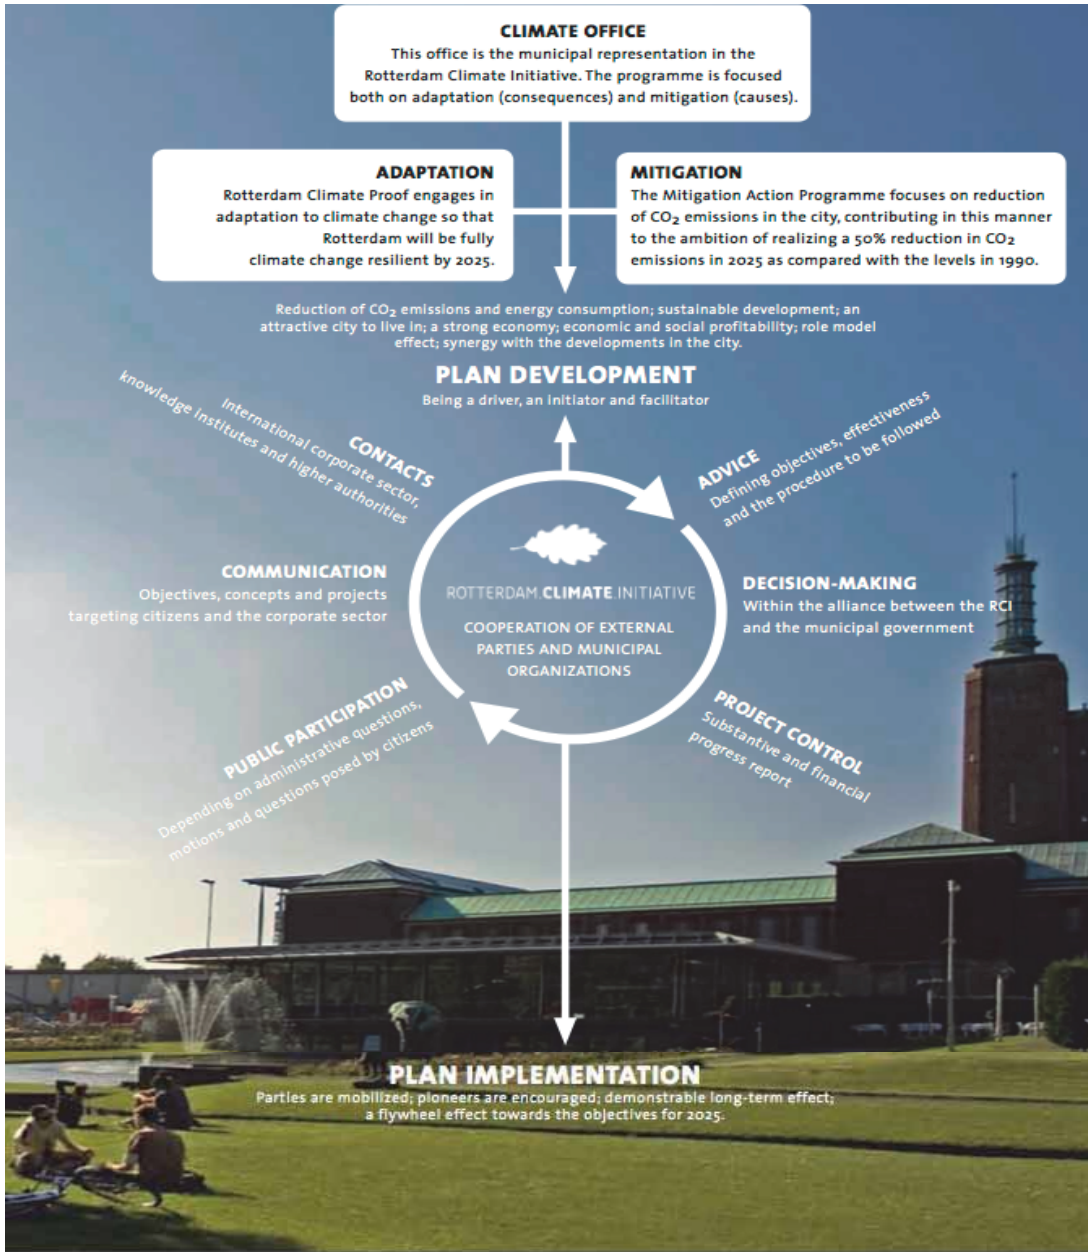 CLIMATE OFFICE
This office is the municipal representation in the
Rotterdam Climate Initiative. The programme is focused
both on adaptation (consequences) and mitigation (causes).
ADAPTATION
Rotterdam Climate Proof engages in
adaptation to climate change so that
Rotterdam will be fully
climate change resilient by 2025.
MITIGATION
The Mitigation Action Programme focuses on reduction
of CO₂ emissions in the city, contributing in this manner
to the ambition of realizing a 50% reduction in CO₂
emissions in 2025 as compared with the levels in 1990.
Reduction of CO₂ emissions and energy consumption; sustainable development; an
attractive city to live in; a strong economy; economic and social profitability; role model
effect; synergy with the developments in the city.
PLAN DEVELOPMENT
Being a driver, an initiator and facilitator
CONTACTS
International corporate sector,
knowledge institutes and higher authorities
ADVICE
Defining objectives, effectiveness
and the procedure to be followed
COMMUNICATION
Objectives, concepts and projects
targeting citizens and the corporate sector
ROTTERDAM.CLIMATE.INITIATIVE
COOPERATION OF EXTERNAL
PARTIES AND MUNICIPAL
ORGANIZATIONS
DECISION-MAKING
Within the alliance between the RCI
and the municipal government
PUBLIC PARTICIPATION
Depending on administrative questions,
motions and questions posed by citizens
PROJECT CONTROL
Substantive and financial
progress report
PLAN IMPLEMENTATION
Parties are mobilized; pioneers are encouraged; demonstrable long-term effect;
a flywheel effect towards the objectives for 2025.